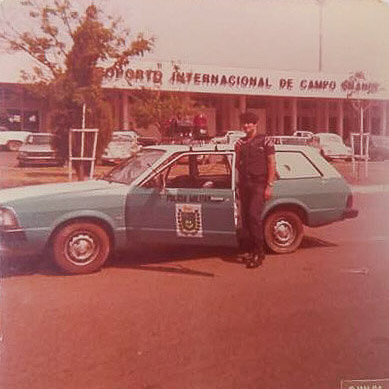 OPORTO INTERNACIONAL DE CAMPO GRANDE
POLICIA MILITAR